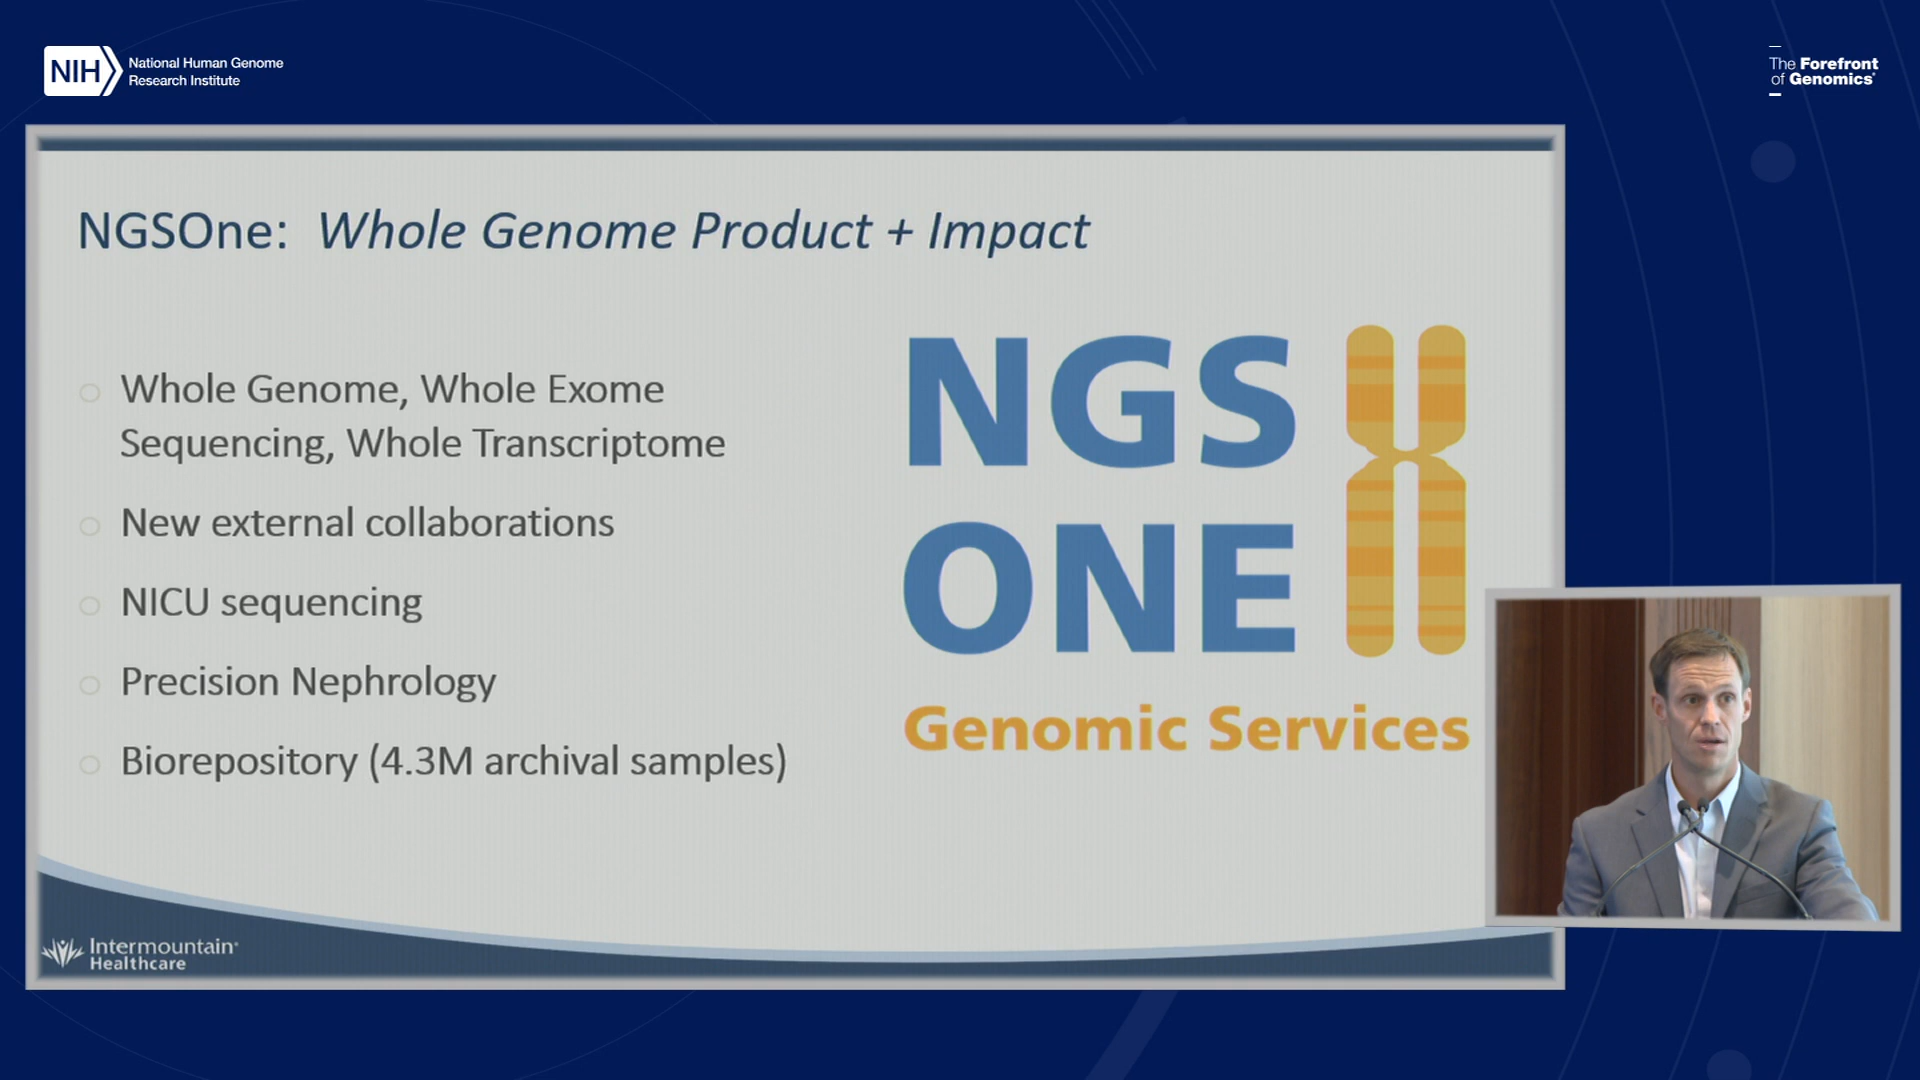 NIH
National Human Genome
Research Institute
The Forefront
of Genomics®
NGSOne: Whole Genome Product + Impact
Whole Genome, Whole Exome
Sequencing, Whole Transcriptome
New external collaborations
NICU sequencing
Precision Nephrology
Biorepository (4.3M archival samples)
NGS
ONE
Genomic Services
Intermountain®
Healthcare